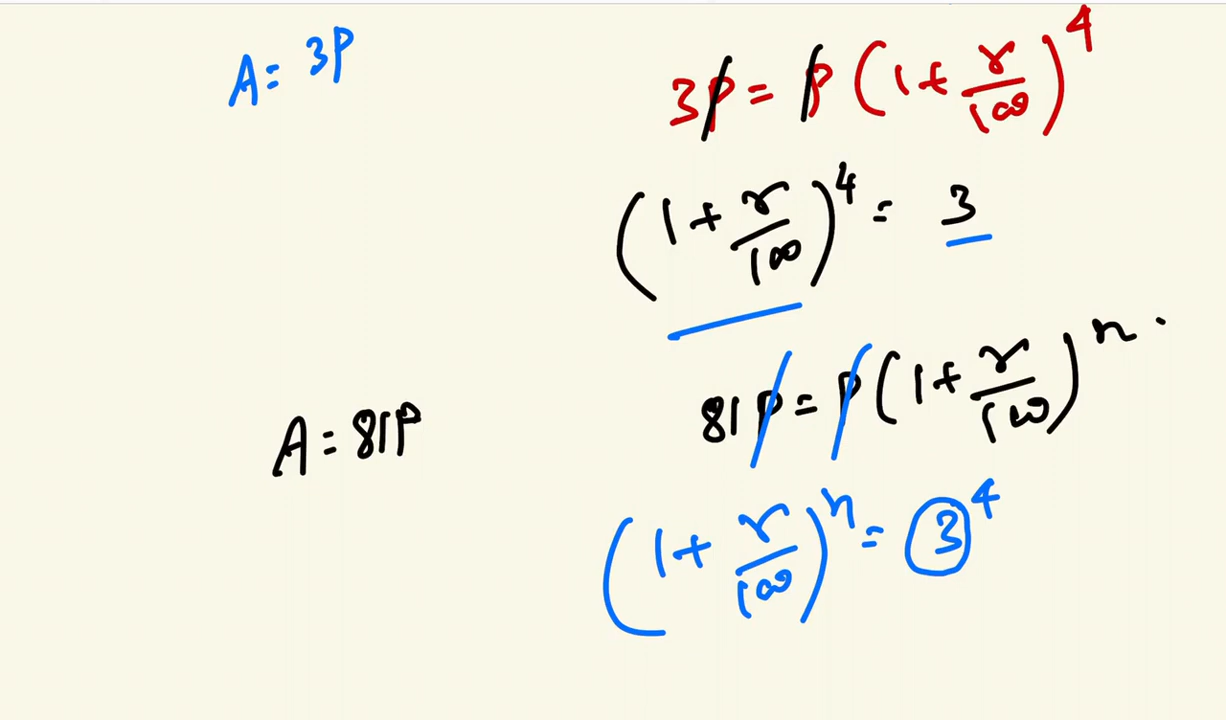 A = 3P
3P = P(1 + r/100)^4
(1 + r/100)^4 = 3
81P = P(1 + r/100)^n .
A = 81P
(1 + r/100)^n = 3^4